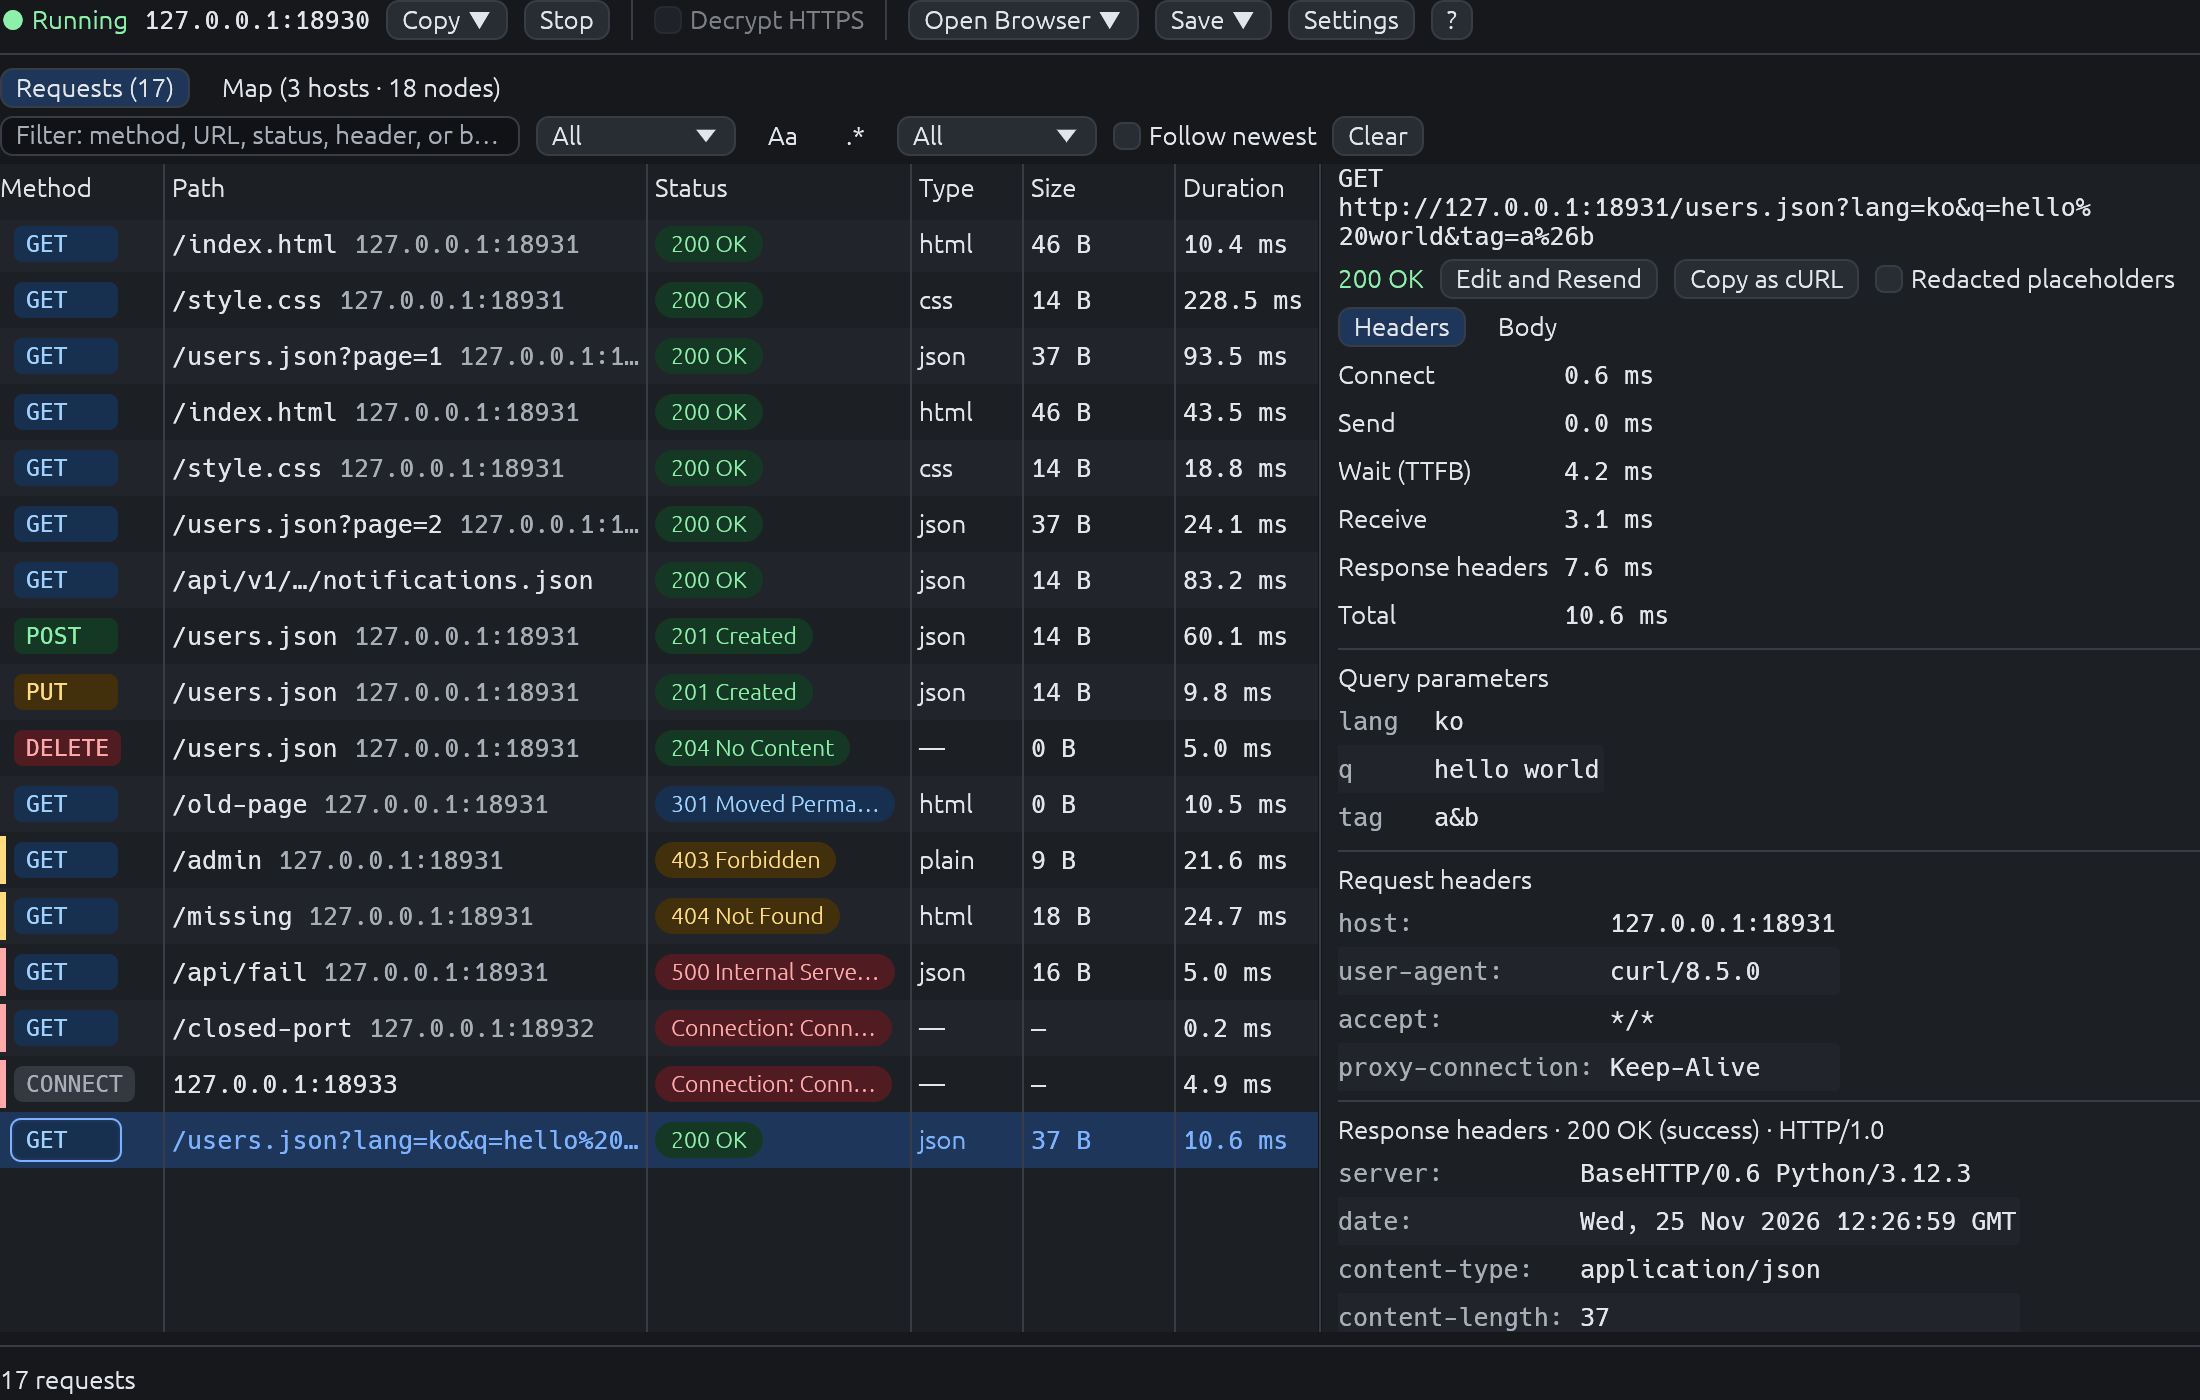 Running 127.0.0.1:18930 Copy ▼ Stop Decrypt HTTPS Open Browser ▼ Save ▼ Settings ?
Requests (17) Map (3 hosts · 18 nodes)
Filter: method, URL, status, header, or b… All Aa .* All Follow newest Clear
Method Path Status Type Size Duration
GET /index.html 127.0.0.1:18931 200 OK html 46 B 10.4 ms
GET /style.css 127.0.0.1:18931 200 OK css 14 B 228.5 ms
GET /users.json?page=1 127.0.0.1:1… 200 OK json 37 B 93.5 ms
GET /index.html 127.0.0.1:18931 200 OK html 46 B 43.5 ms
GET /style.css 127.0.0.1:18931 200 OK css 14 B 18.8 ms
GET /users.json?page=2 127.0.0.1:1… 200 OK json 37 B 24.1 ms
GET /api/v1/…/notifications.json 200 OK json 14 B 83.2 ms
POST /users.json 127.0.0.1:18931 201 Created json 14 B 60.1 ms
PUT /users.json 127.0.0.1:18931 201 Created json 14 B 9.8 ms
DELETE /users.json 127.0.0.1:18931 204 No Content — 0 B 5.0 ms
GET /old-page 127.0.0.1:18931 301 Moved Perma… html 0 B 10.5 ms
GET /admin 127.0.0.1:18931 403 Forbidden plain 9 B 21.6 ms
GET /missing 127.0.0.1:18931 404 Not Found html 18 B 24.7 ms
GET /api/fail 127.0.0.1:18931 500 Internal Serve… json 16 B 5.0 ms
GET /closed-port 127.0.0.1:18932 Connection: Conn… — – 0.2 ms
CONNECT 127.0.0.1:18933 Connection: Conn… — – 4.9 ms
GET /users.json?lang=ko&q=hello%20… 200 OK json 37 B 10.6 ms
GET
http://127.0.0.1:18931/users.json?lang=ko&q=hello%
20world&tag=a%26b
200 OK Edit and Resend Copy as cURL Redacted placeholders
Headers Body
Connect 0.6 ms
Send 0.0 ms
Wait (TTFB) 4.2 ms
Receive 3.1 ms
Response headers 7.6 ms
Total 10.6 ms
Query parameters
lang ko
q hello world
tag a&b
Request headers
host: 127.0.0.1:18931
user-agent: curl/8.5.0
accept: */*
proxy-connection: Keep-Alive
Response headers · 200 OK (success) · HTTP/1.0
server: BaseHTTP/0.6 Python/3.12.3
date: Wed, 25 Nov 2026 12:26:59 GMT
content-type: application/json
content-length: 37
17 requests